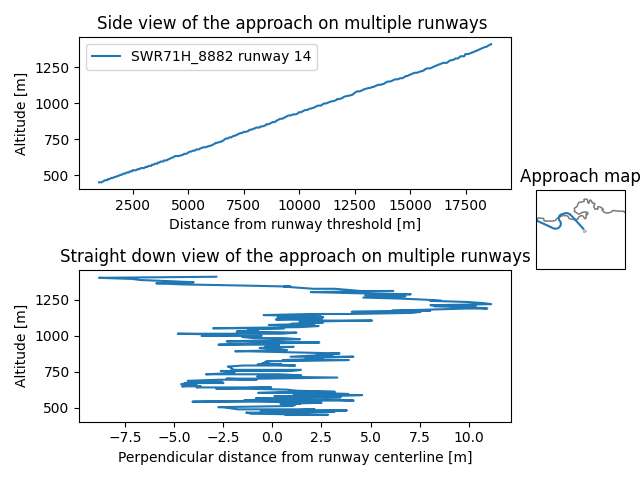 Side view of the approach on multiple runways
SWR71H_8882 runway 14
Altitude [m]
1250
1000
750
500
2500 5000 7500 10000 12500 15000 17500
Distance from runway threshold [m]
Approach map
Straight down view of the approach on multiple runways
Altitude [m]
1250
1000
750
500
−7.5 −5.0 −2.5 0.0 2.5 5.0 7.5 10.0
Perpendicular distance from runway centerline [m]